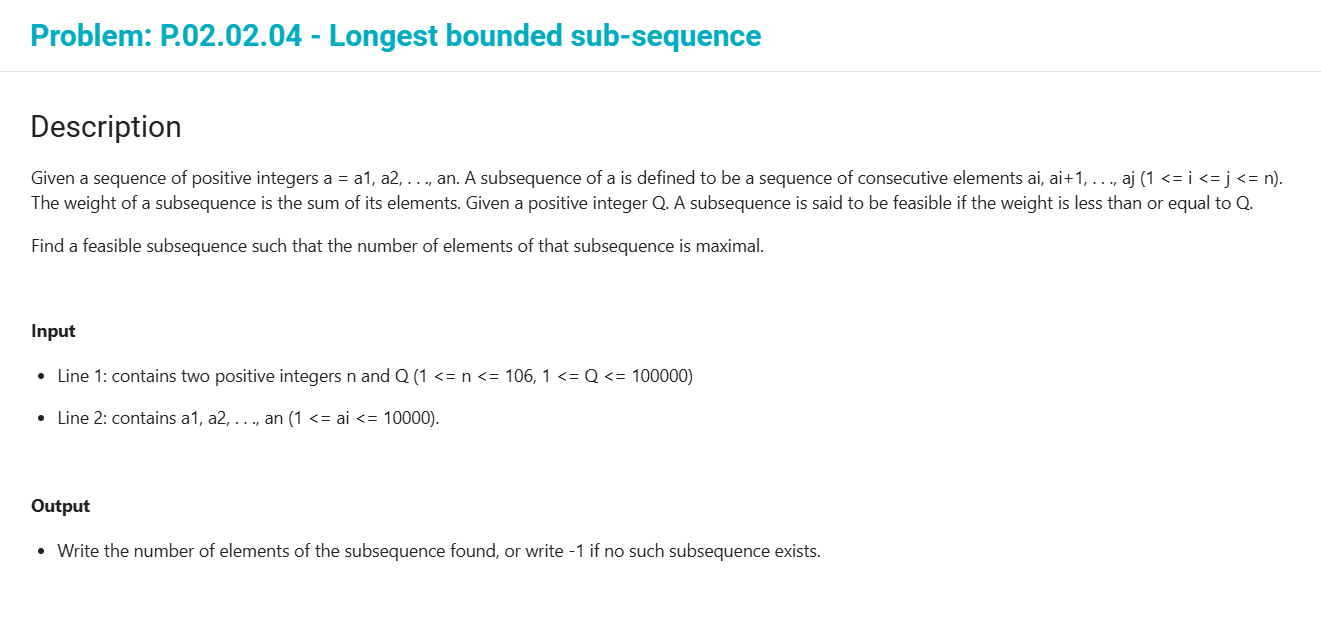 Problem: P.02.02.04 - Longest bounded sub-sequence
Description
Given a sequence of positive integers a = a1, a2, . . ., an. A subsequence of a is defined to be a sequence of consecutive elements ai, ai+1, . . ., aj (1 <= i <= j <= n).
The weight of a subsequence is the sum of its elements. Given a positive integer Q. A subsequence is said to be feasible if the weight is less than or equal to Q.
Find a feasible subsequence such that the number of elements of that subsequence is maximal.
Input
• Line 1: contains two positive integers n and Q (1 <= n <= 106, 1 <= Q <= 100000)
• Line 2: contains a1, a2, . . ., an (1 <= ai <= 10000).
Output
• Write the number of elements of the subsequence found, or write -1 if no such subsequence exists.